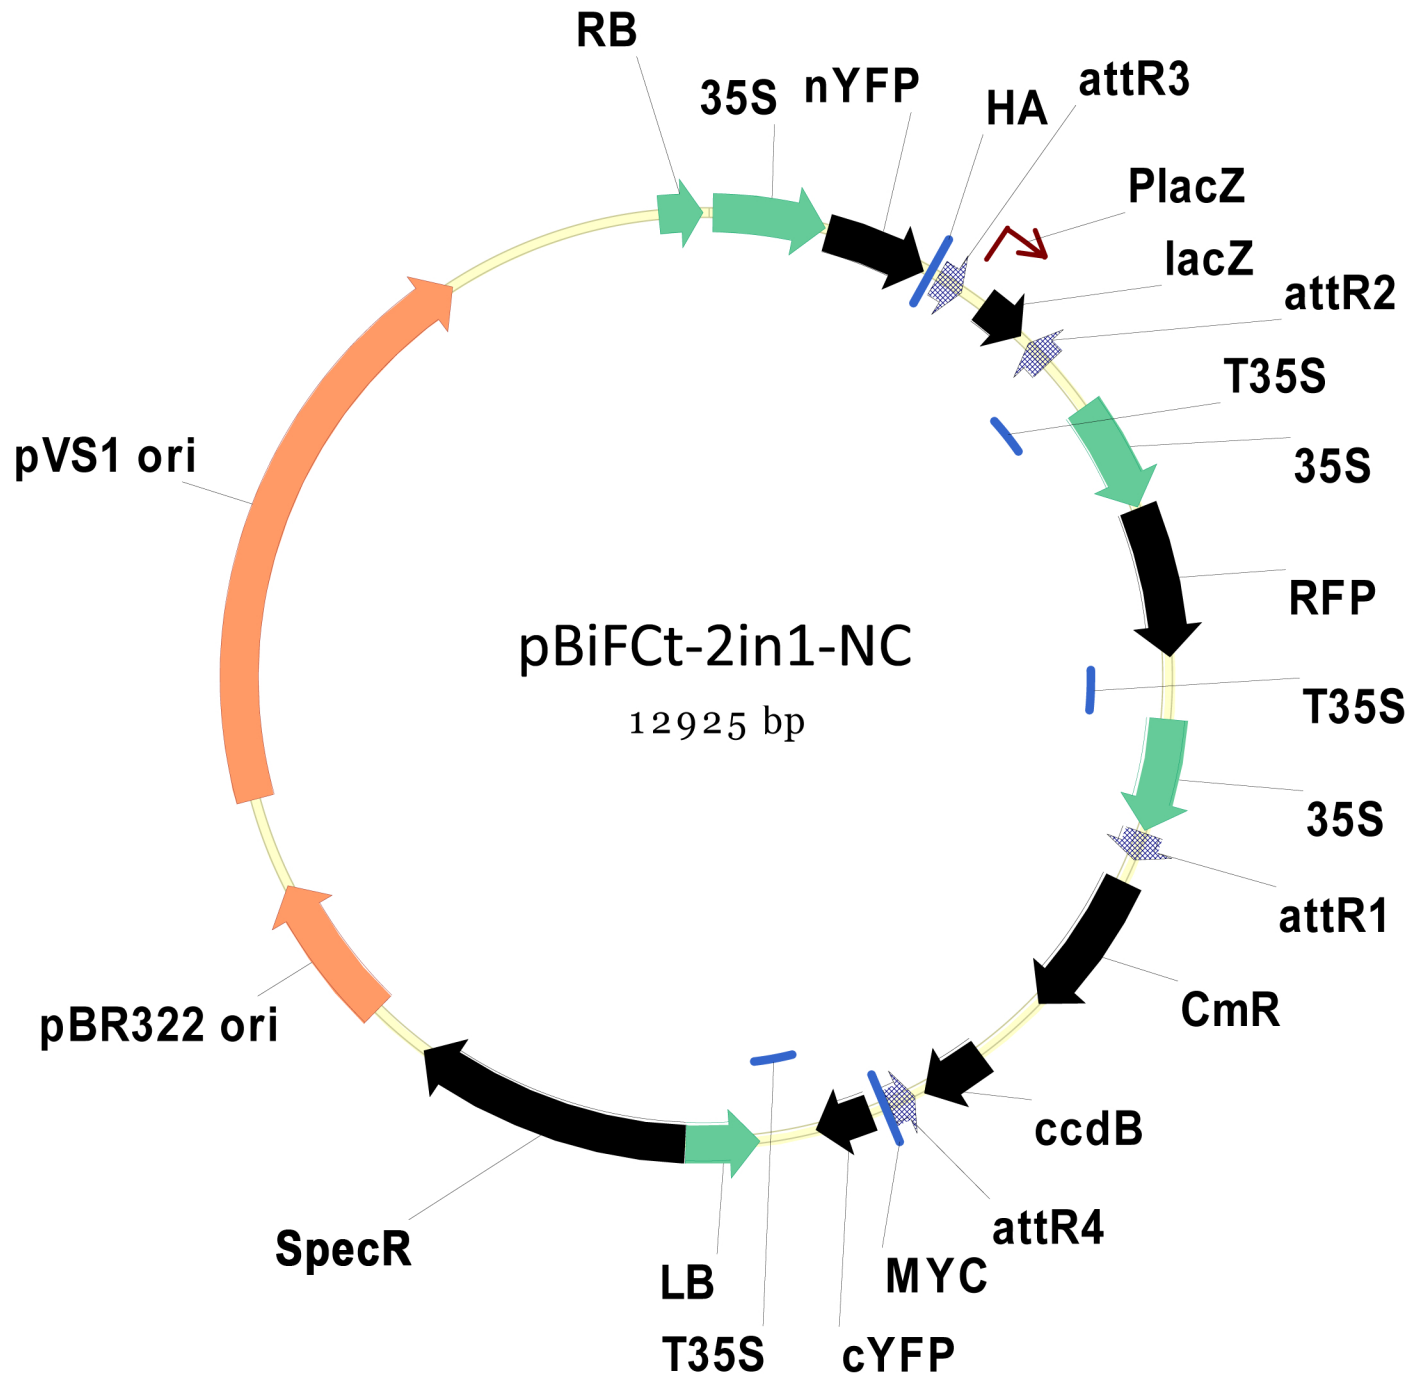 RB
35S
nYFP
HA
attR3
PlacZ
lacZ
attR2
T35S
35S
RFP
T35S
35S
attR1
CmR
ccdB
attR4
MYC
cYFP
T35S
LB
SpecR
pBR322 ori
pVS1 ori
pBiFCt-2in1-NC
12925 bp